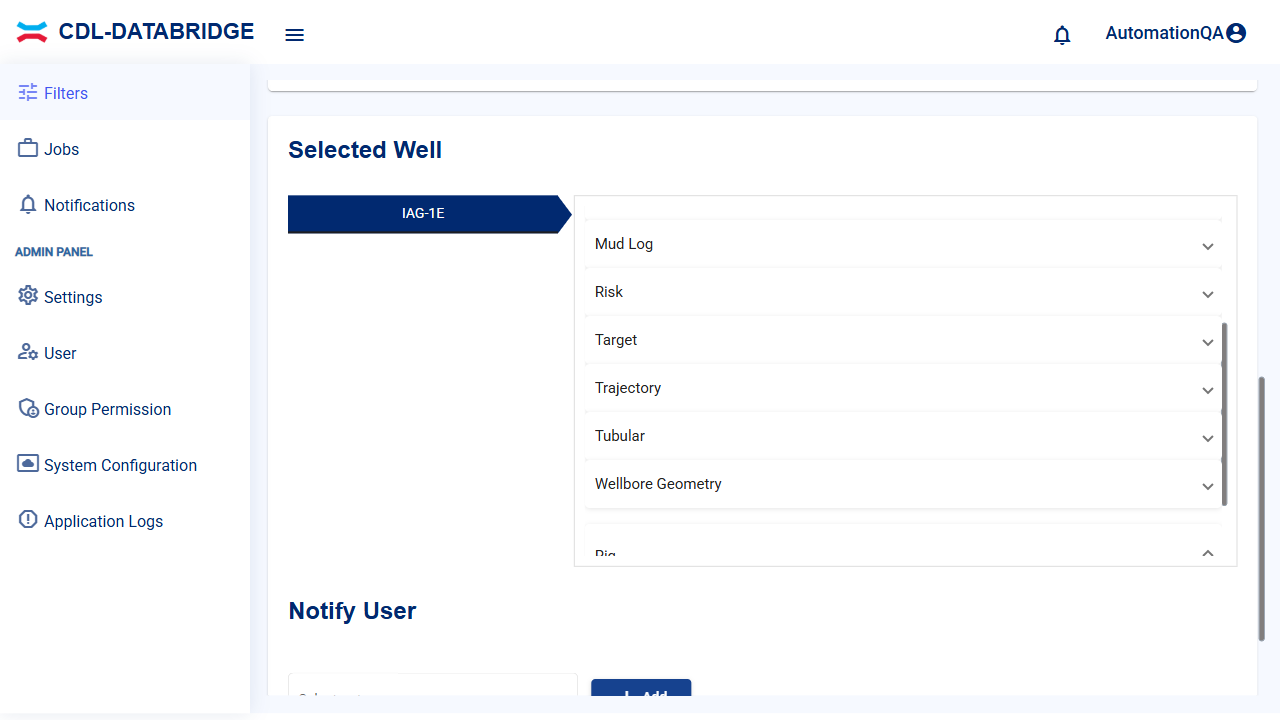 CDL-DATABRIDGE
AutomationQA
Filters
Jobs
Notifications
ADMIN PANEL
Settings
User
Group Permission
System Configuration
Application Logs
Selected Well
IAG-1E
Mud Log
Risk
Target
Trajectory
Tubular
Wellbore Geometry
Rig
Notify User
+ Add